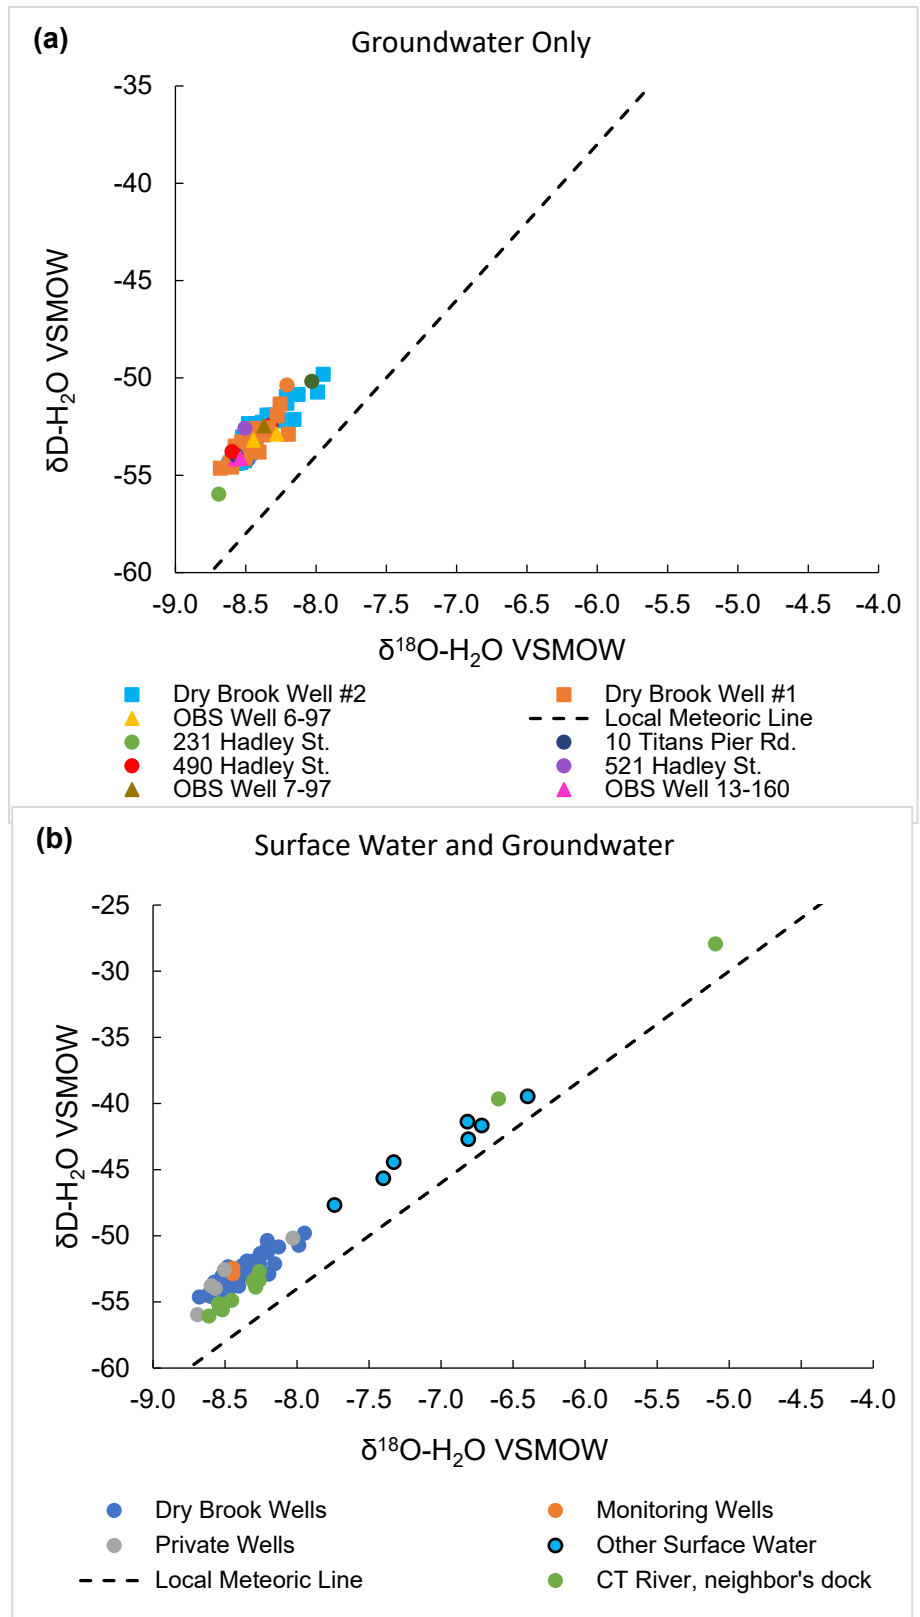 (a)
Groundwater Only
-35
-40
-45
-50
-55
-60
δD-H₂O VSMOW
-9.0 -8.5 -8.0 -7.5 -7.0 -6.5 -6.0 -5.5 -5.0 -4.5 -4.0
δ¹⁸O-H₂O VSMOW
Dry Brook Well #2 Dry Brook Well #1
OBS Well 6-97 Local Meteoric Line
231 Hadley St. 10 Titans Pier Rd.
490 Hadley St. 521 Hadley St.
OBS Well 7-97 OBS Well 13-160
(b)
Surface Water and Groundwater
-25
-30
-35
-40
-45
-50
-55
-60
δD-H₂O VSMOW
-9.0 -8.5 -8.0 -7.5 -7.0 -6.5 -6.0 -5.5 -5.0 -4.5 -4.0
δ¹⁸O-H₂O VSMOW
Dry Brook Wells Monitoring Wells
Private Wells Other Surface Water
Local Meteoric Line CT River, neighbor's dock